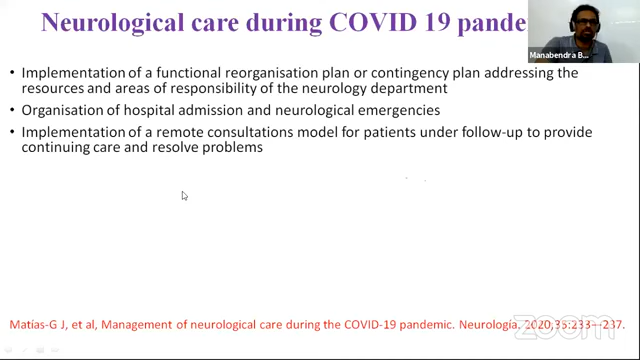 Neurological care during COVID 19 pande
Manabendra B...
• Implementation of a functional reorganisation plan or contingency plan addressing the
resources and areas of responsibility of the neurology department
• Organisation of hospital admission and neurological emergencies
• Implementation of a remote consultations model for patients under follow-up to provide
continuing care and resolve problems
Matías-G J, et al, Management of neurological care during the COVID-19 pandemic. Neurologia, 2020;35:233—237.
zoom